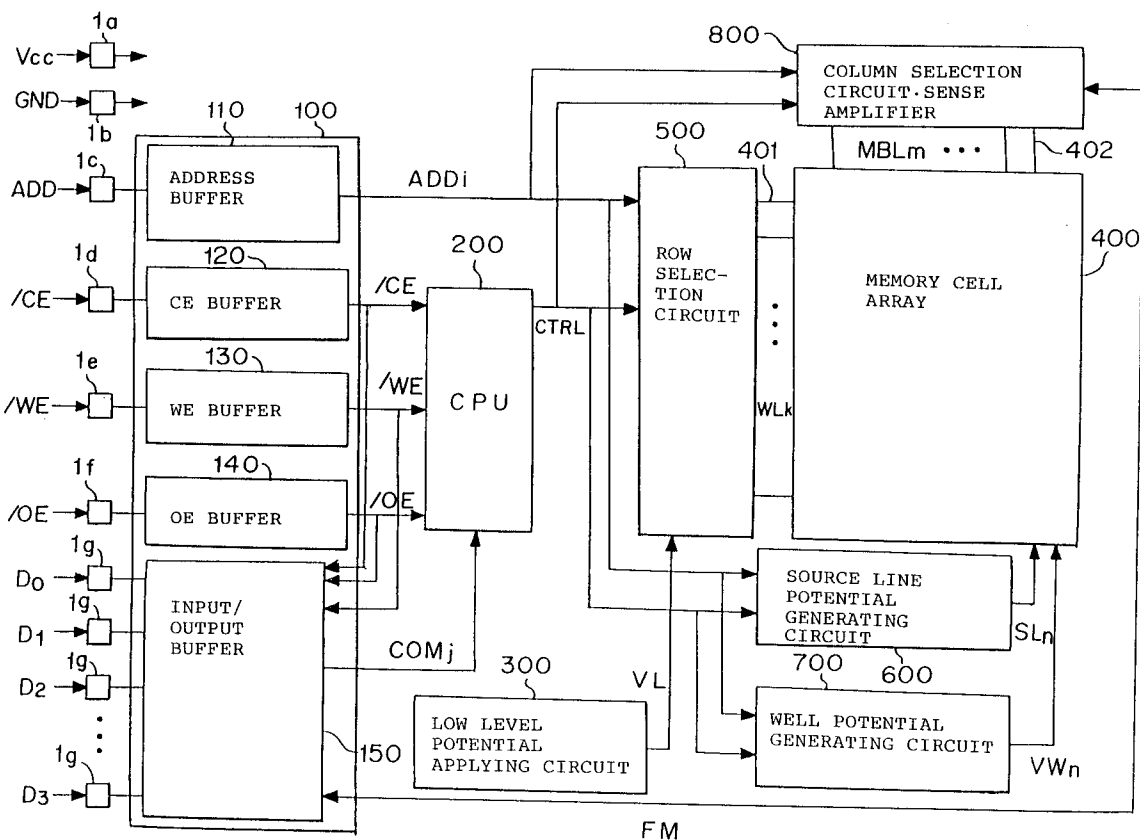 Vcc
1a
GND
1b
110
100
ADD
1c
ADDRESS
BUFFER
ADDi
800
COLUMN SELECTION
CIRCUIT·SENSE
AMPLIFIER
MBLm
402
500
401
400
/CE
1d
120
CE BUFFER
/CE
200
CPU
CTRL
ROW
SELEC-
TION
CIRCUIT
MEMORY CELL
ARRAY
/WE
1e
130
WE BUFFER
/WE
WLk
/OE
1f
140
OE BUFFER
/OE
D0
1g
D1
1g
D2
1g
D3
1g
INPUT/
OUTPUT
BUFFER
150
COMj
300
LOW LEVEL
POTENTIAL
APPLYING CIRCUIT
VL
SOURCE LINE
POTENTIAL
GENERATING
CIRCUIT
600
SLn
700
WELL POTENTIAL
GENERATING CIRCUIT
VWn
FM